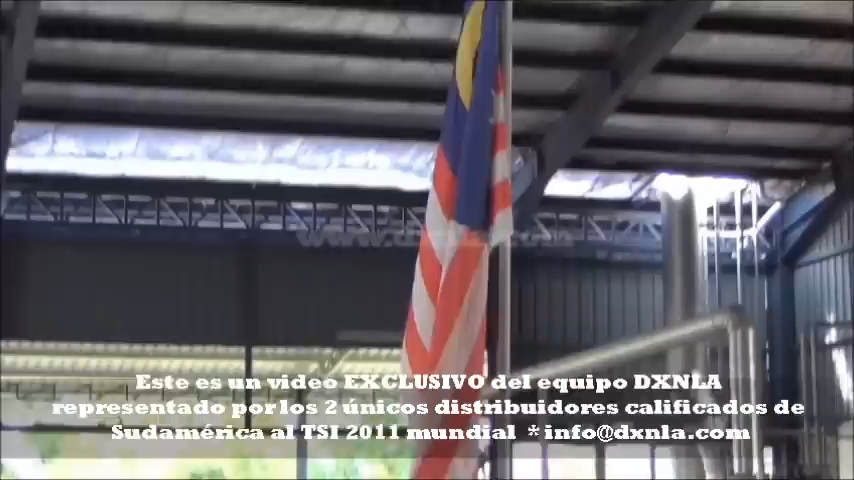 Este es un video EXCLUSIVO del equipo DXNLA
representado por los 2 únicos distribuidores calificados de
Sudamérica al TSI 2011 mundial *info@dxnla.com